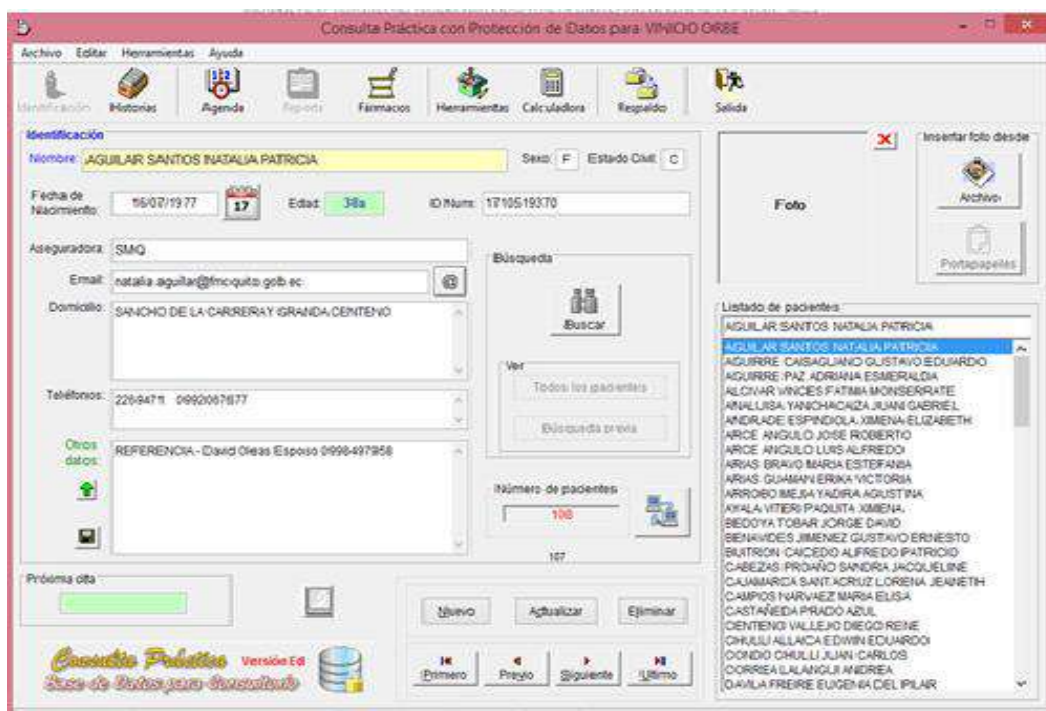 Consulta Práctica con Protección de Datos para VINICIO ORBE
Archivo Editar Herramientas Ayuda
Identificación Historias Agenda Reporte Fármacos Herramientas Calculadora Respaldo Salida
Identificación
Nombre: AGUILAR SANTOS NATALIA PATRICIA Sexo: F Estado Civil: C
Fecha de Nacimiento: 16/07/1977 17 Edad: 38a ID Num: 1710519370
Aseguradora: SMQ
Email: natalia.aguilar@fmcquito.gob.ec @
Domicilio: SANCHO DE LA CARRERA Y GRANDA CENTENO
Teléfonos: 2269471 0992067677
Otros datos: REFERENCIA - David Oleas Esposo 0998497958
Búsqueda
Buscar
Ver
Todos los pacientes
Búsqueda previa
Número de pacientes
108
107
Próxima cita
Nuevo Actualizar Eliminar
Primero Previo Siguiente Último
Consulta Práctica Versión Ed
Base de Datos para Consultorio
Foto
Insertar foto desde
Archivo
Portapapeles
Listado de pacientes
AGUILAR SANTOS NATALIA PATRICIA
AGUILAR SANTOS NATALIA PATRICIA
AGUIRRE CAISAGUANO GUSTAVO EDUARDO
AGUIRRE PAZ ADRIANA ESMERALDA
ALCIVAR VINCES FATIMA MONSERRATE
ANALUISA YANCHACAIZA JUAN GABRIEL
ANDRADE ESPINDOLA XIMENA ELIZABETH
ARCE ANGULO JOSE ROBERTO
ARCE ANGULO LUIS ALFREDO
ARIAS BRAVO MARIA ESTEFANIA
ARIAS GUAMAN ERIKA VICTORIA
ARROBO MEJIA YADIRA AGUSTINA
AYALA VITERI PAQUITA XIMENA
BEDOYA TOBAR JORGE DAVID
BENAVIDES JIMENEZ GUSTAVO ERNESTO
BUITRON CAICEDO ALFREDO PATRICIO
CABEZAS PROAÑO SANDRA JACQUELINE
CAJAMARCA SANTACRUZ LORENA JEANETH
CAMPOS NARVAEZ MARIA ELISA
CASTAÑEDA PRADO AZUL
CENTENO VALLEJO DIEGO RENE
CHULLI ALLAICA EDWIN EDUARDO
CONDO CHULLI JUAN CARLOS
CORREA LALANGUI ANDREA
DAVILA FREIRE EUGENIA DEL PILAR